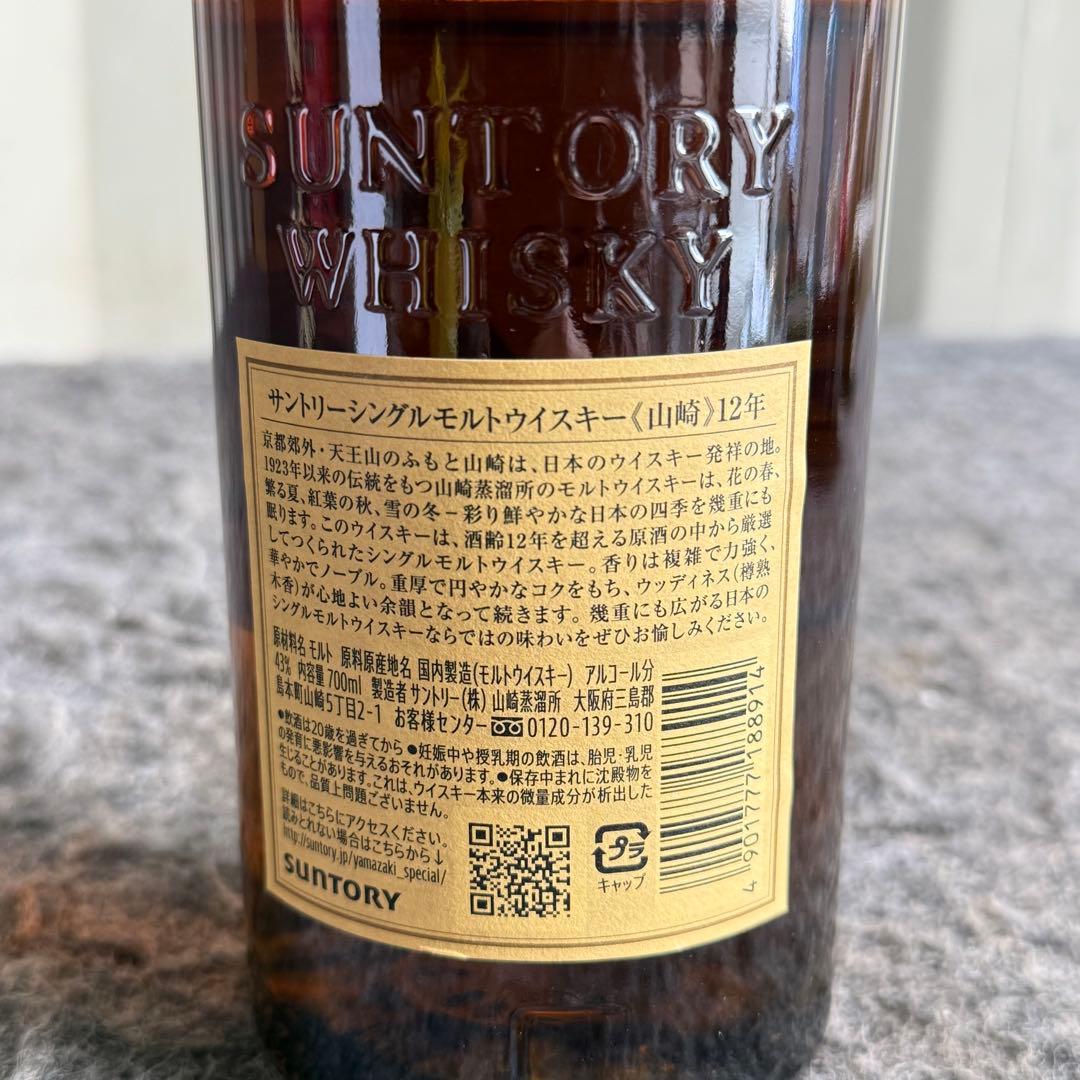 SUNTORY
WHISKY
サントリーシングルモルトウイスキー《山崎》12年
京都郊外・天王山のふもと山崎は、日本のウイスキー発祥の地。
1923年以来の伝統をもつ山崎蒸溜所のモルトウイスキーは、花の春、
繁る夏、紅葉の秋、雪の冬－彩り鮮やかな日本の四季を幾重にも
眠ります。このウイスキーは、酒齢12年を超える原酒の中から厳選
してつくられたシングルモルトウイスキー。香りは複雑で力強く、
華やかでノーブル。重厚で円やかなコクをもち、ウッディネス(樽熟
木香)が心地よい余韻となって続きます。幾重にも広がる日本の
シングルモルトウイスキーならではの味わいをぜひお愉しみください。
原材料名 モルト 原料原産地名 国内製造(モルトウイスキー) アルコール分
43% 内容量700ml 製造者サントリー(株) 山崎蒸溜所 大阪府三島郡
島本町山崎5丁目2-1 お客様センター 0120-139-310
●飲酒は20歳を過ぎてから ●妊娠中や授乳期の飲酒は、胎児・乳児
の発育に悪影響を与えるおそれがあります。●保存中まれに沈殿物を
生じることがあります。これは、ウイスキー本来の微量成分が析出した
もので、品質上問題ございません。
詳細はこちらにアクセスください。
読みとれない場合はこちらから↓
http://suntory.jp/yamazaki_special/
SUNTORY
プラ
キャップ
4 901777 188914